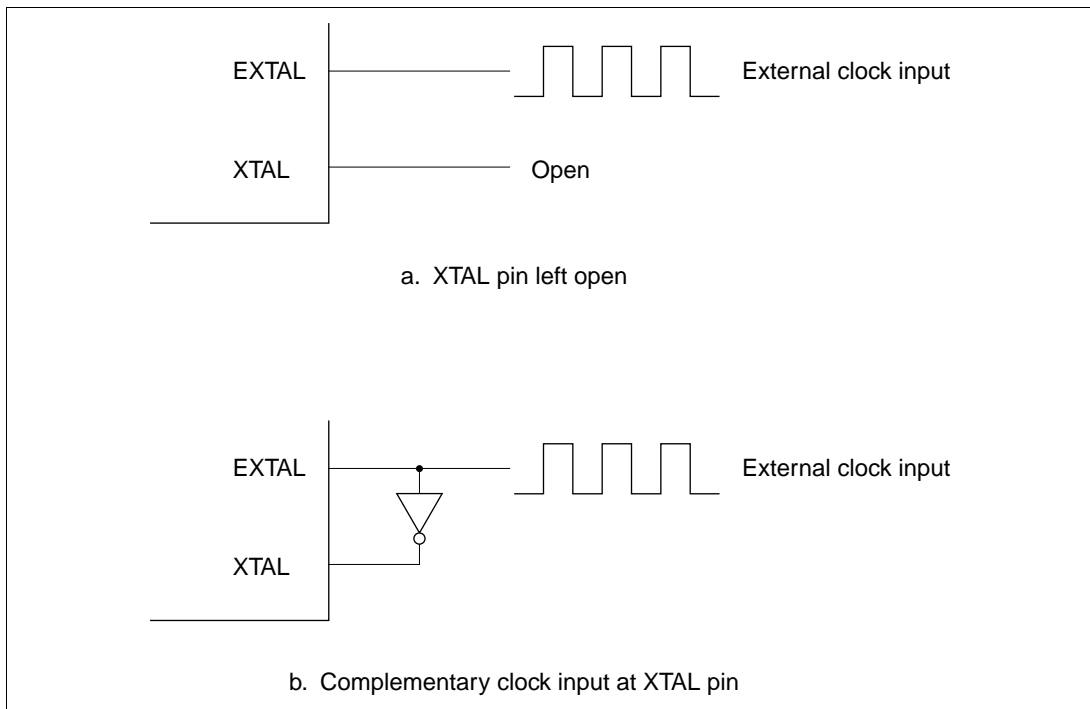 EXTAL
External clock input
XTAL
Open
a. XTAL pin left open
EXTAL
External clock input
XTAL
b. Complementary clock input at XTAL pin